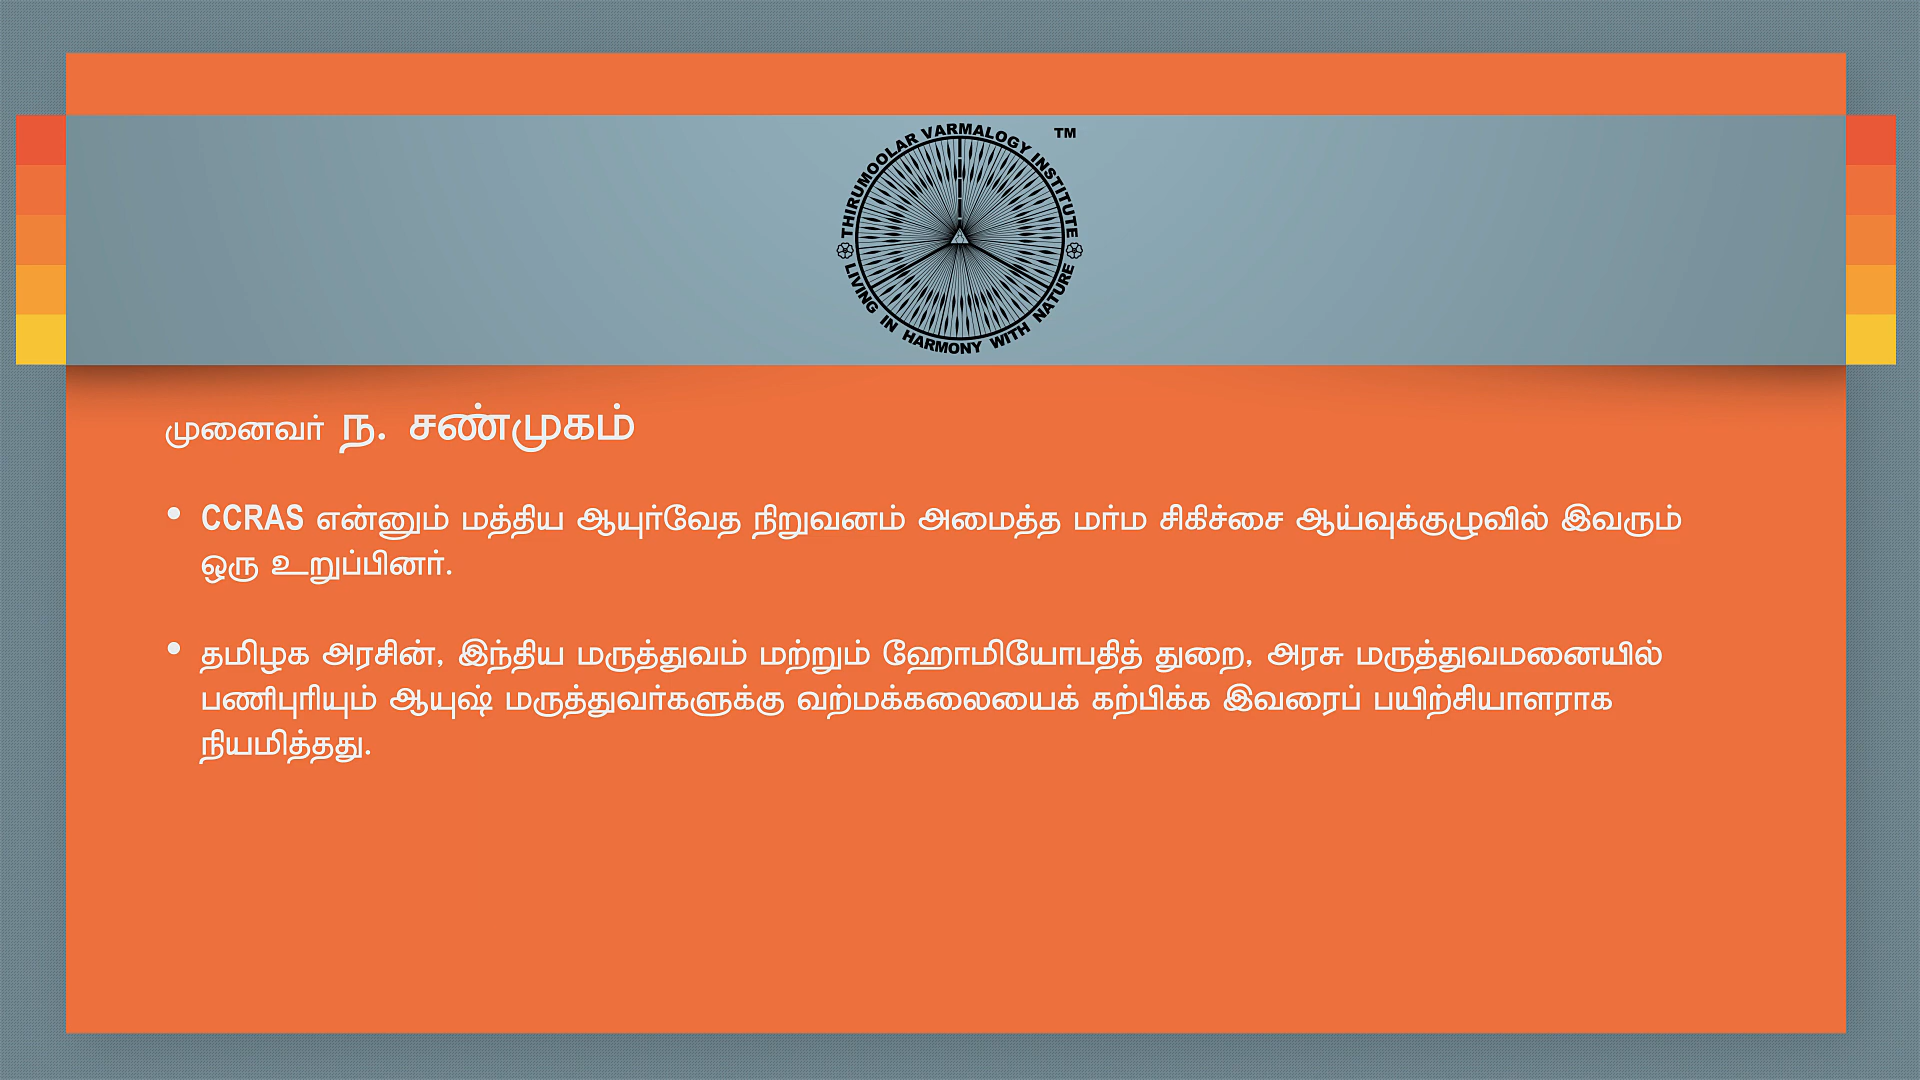 THIRUMOOLAR VARMALOGY INSTITUTE
TM
LIVING IN HARMONY WITH NATURE
முனைவர் ந. சண்முகம்
• CCRAS என்னும் மத்திய ஆயுர்வேத நிறுவனம் அமைத்த மர்ம சிகிச்சை ஆய்வுக்குழுவில் இவரும்
ஒரு உறுப்பினர்.
• தமிழக அரசின், இந்திய மருத்துவம் மற்றும் ஹோமியோபதித் துறை, அரசு மருத்துவமனையில்
பணிபுரியும் ஆயுஷ் மருத்துவர்களுக்கு வற்மக்கலையைக் கற்பிக்க இவரைப் பயிற்சியாளராக
நியமித்தது.